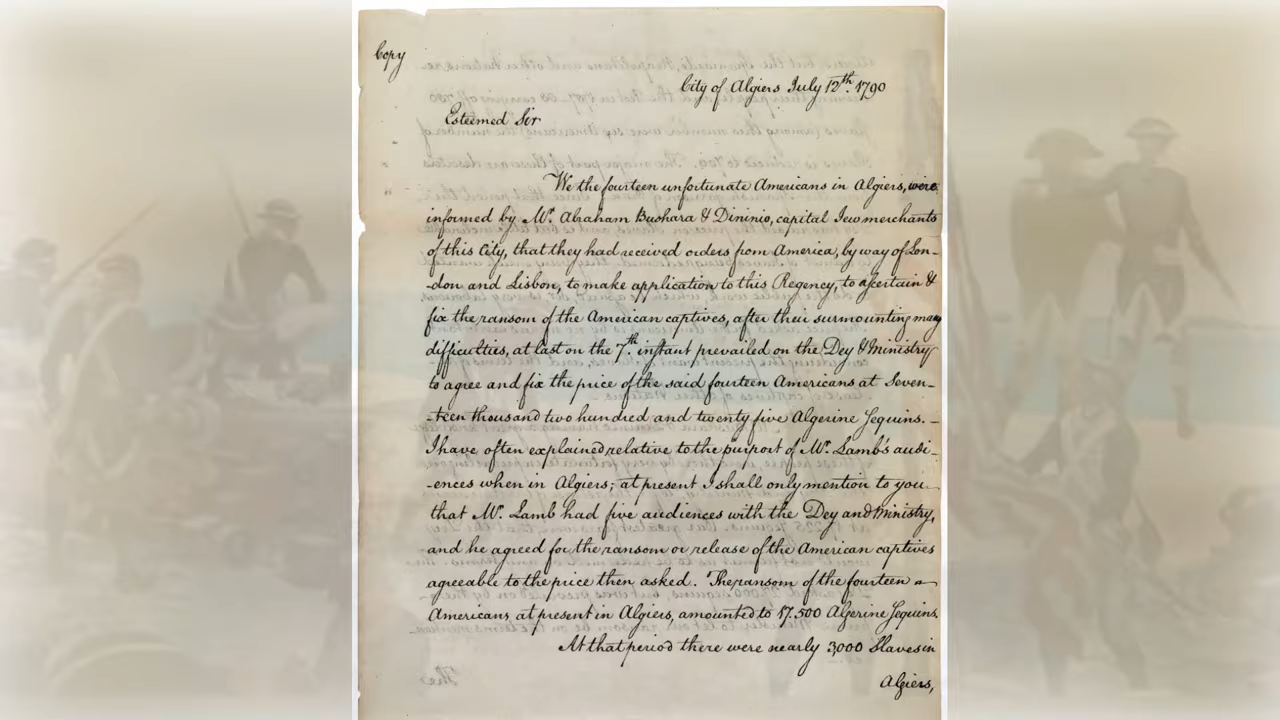 Copy
City of Algiers July 12th. 1790
Esteemed Sir
We the fourteen unfortunate Americans in Algiers, were
informed by Mr. Abraham Bushara & Dininio, capital Jew merchants
of this City, that they had received orders from America, by way of Lon-
-don and Lisbon, to make application to this Regency, to ascertain &
fix the ransom of the American captives, after their surmounting many
difficulties, at last on the 7th. instant prevailed on the Dey & Ministry
to agree and fix the price of the said fourteen Americans at Seven-
-teen thousand two hundred and twenty five Algerine Sequins. -
I have often explained relative to the purport of Mr. Lamb's audi-
-ences when in Algiers; at present I shall only mention to you
that Mr. Lamb had five audiences with the Dey and Ministry,
and he agreed for the ransom or release of the American captives
agreeable to the price then asked. The ransom of the fourteen
Americans at present in Algiers, amounted to 17.500 Algerine Sequins.
At that period there were nearly 3,000 Slaves in
Algiers,